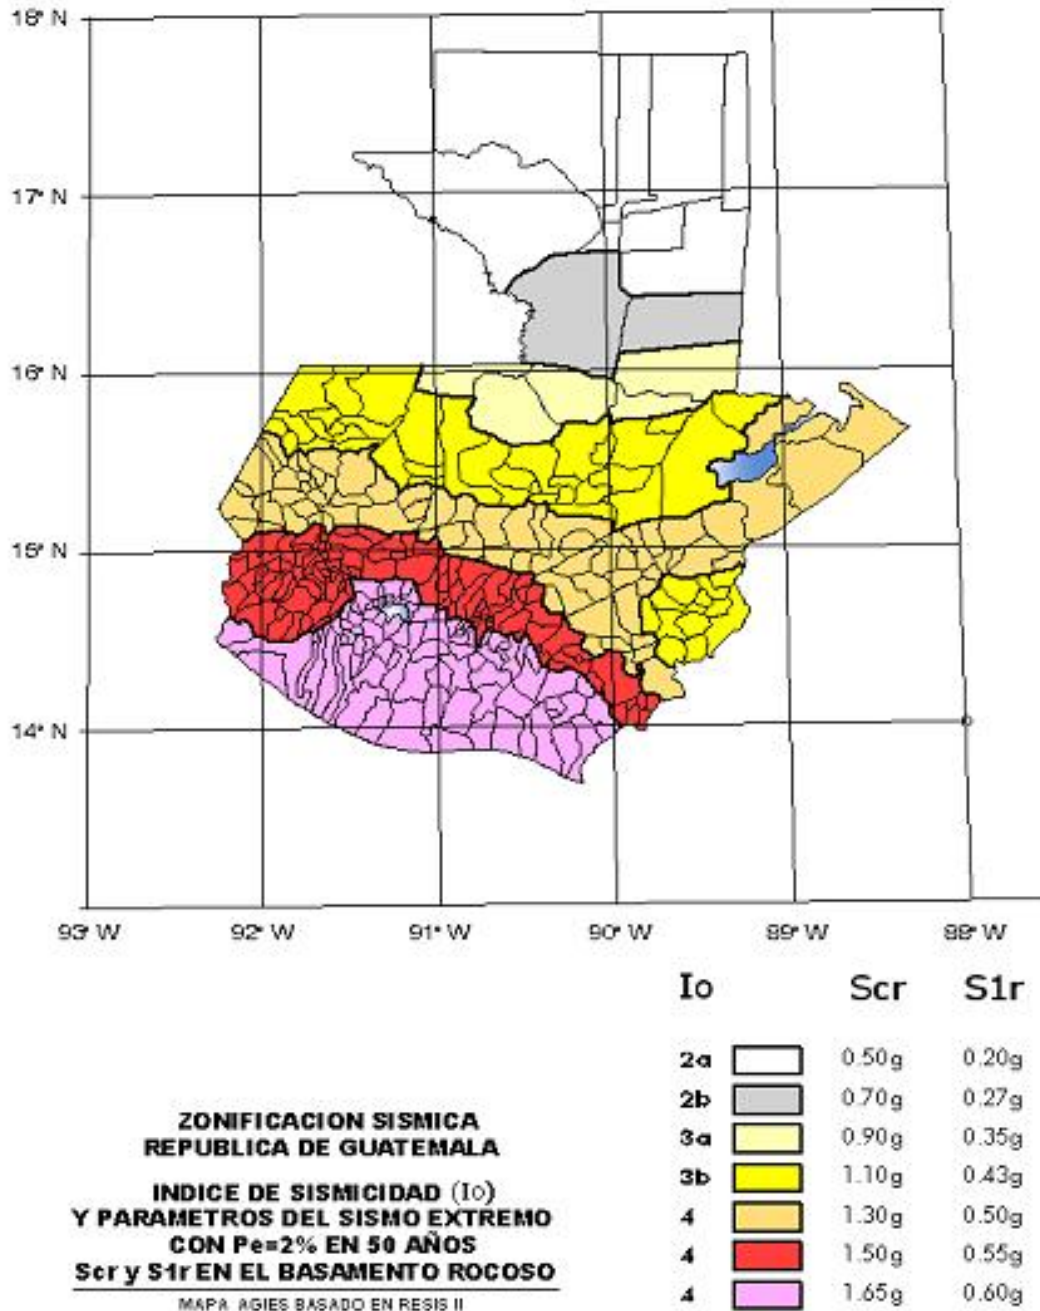 18° N
17° N
16° N
15° N
14° N
93° W 92° W 91° W 90° W 89° W 88° W
Io Scr S1r
2a 0.50g 0.20g
2b 0.70g 0.27g
3a 0.90g 0.35g
3b 1.10g 0.43g
4 1.30g 0.50g
4 1.50g 0.55g
4 1.65g 0.60g
ZONIFICACION SISMICA
REPUBLICA DE GUATEMALA
INDICE DE SISMICIDAD (Io)
Y PARAMETROS DEL SISMO EXTREMO
CON Pe=2% EN 50 AÑOS
Scr y S1r EN EL BASAMENTO ROCOSO
MAPA AGIES BASADO EN RESIS II